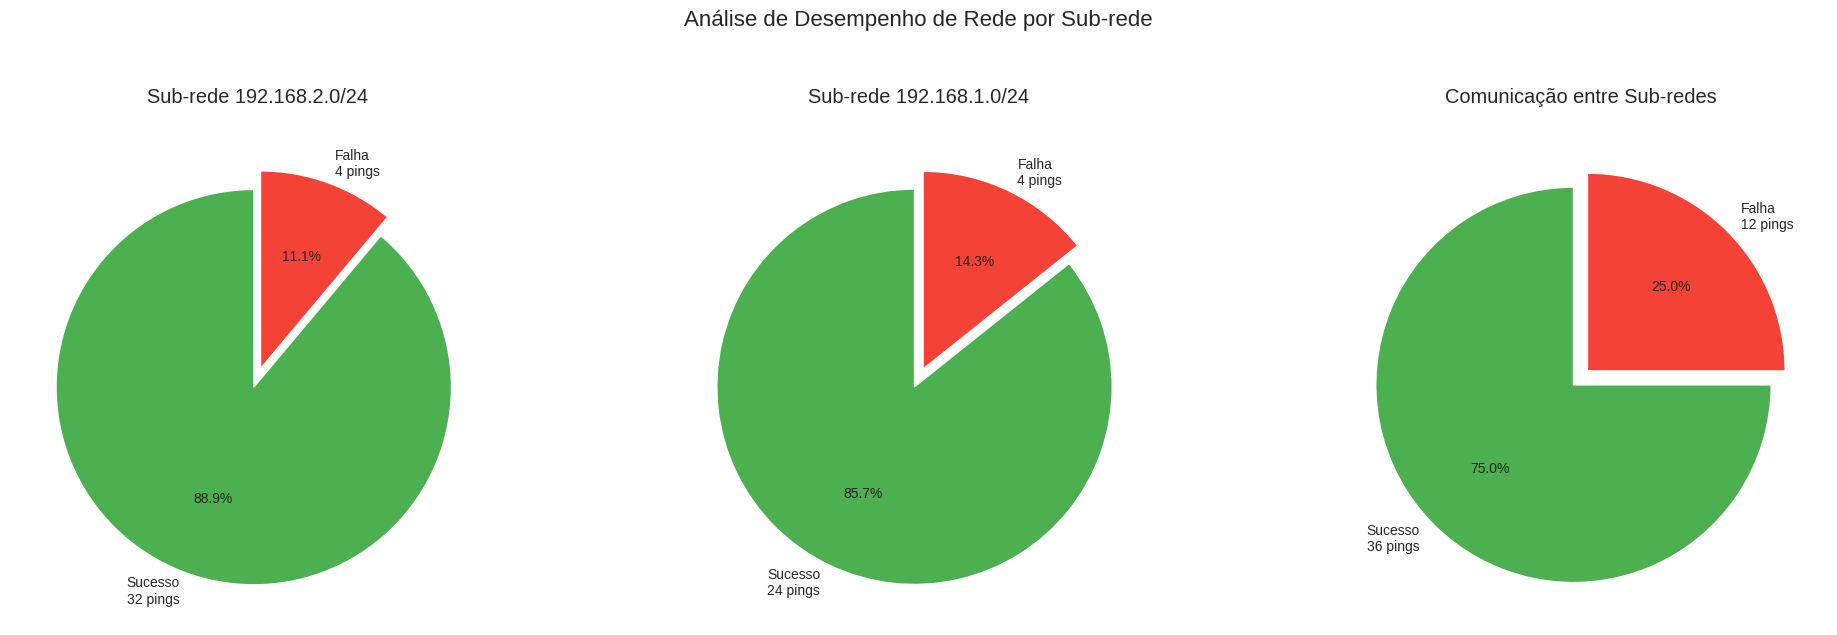 Análise de Desempenho de Rede por Sub-rede
Sub-rede 192.168.2.0/24
Falha
4 pings
11.1%
88.9%
Sucesso
32 pings
Sub-rede 192.168.1.0/24
Falha
4 pings
14.3%
85.7%
Sucesso
24 pings
Comunicação entre Sub-redes
Falha
12 pings
25.0%
75.0%
Sucesso
36 pings